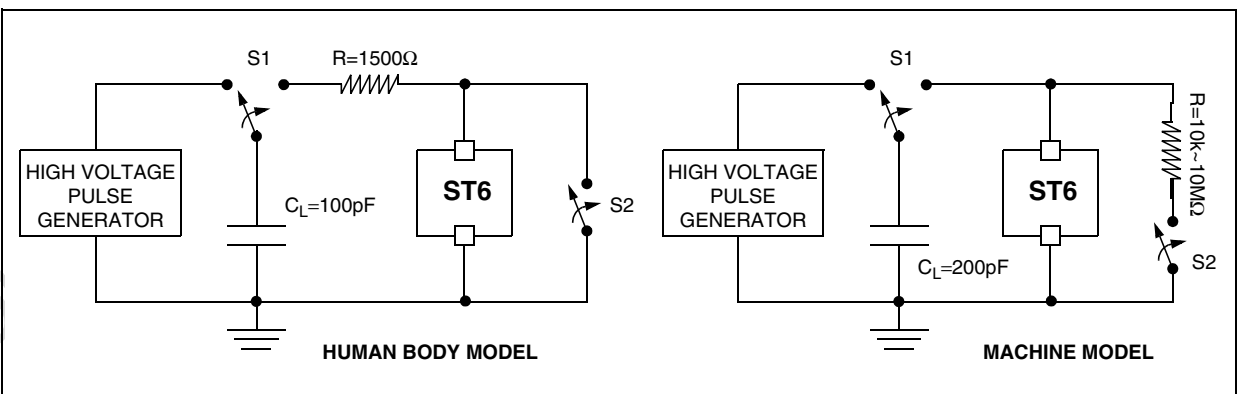 S1
R=1500Ω
HIGH VOLTAGE
PULSE
GENERATOR
CL=100pF
ST6
S2
HUMAN BODY MODEL
S1
HIGH VOLTAGE
PULSE
GENERATOR
CL=200pF
ST6
R=10k~10MΩ
S2
MACHINE MODEL